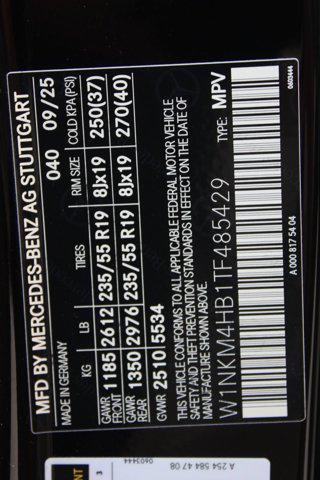 MFD BY MERCEDES-BENZ AG STUTTGART
MADE IN GERMANY 040 09/25
KG LB TIRES RIM SIZE COLD KPA(PSI)
GAWR FRONT 1185 2612 235/55 R19 8Jx19 250(37)
GAWR REAR 1350 2976 235/55 R19 8Jx19 270(40)
GVWR 2510 5534
THIS VEHICLE CONFORMS TO ALL APPLICABLE FEDERAL MOTOR VEHICLE
SAFETY AND THEFT PREVENTION STANDARDS IN EFFECT ON THE DATE OF
MANUFACTURE SHOWN ABOVE.
TYPE: MPV
W1NKM4HB1TF485429
A 000 817 54 04
0603444
0603444
A 254 584 47 08
3
NT